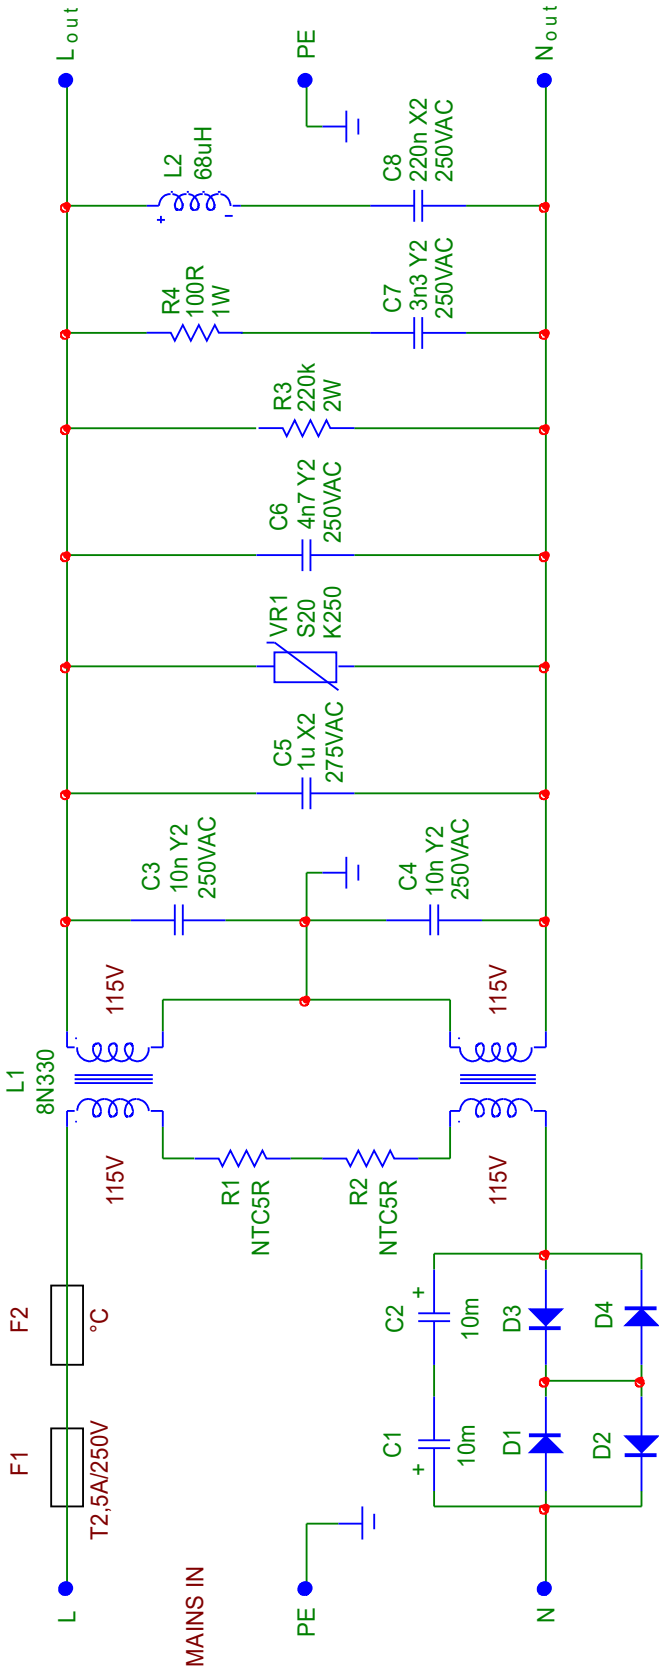 L
F1
T2,5A/250V
F2
°C
L1
8N330
115V
115V
Lout
MAINS IN
PE
R1
NTC5R
R2
NTC5R
C3
10n Y2
250VAC
C4
10n Y2
250VAC
C5
1u X2
275VAC
VR1
S20
K250
C6
4n7 Y2
250VAC
R3
220k
2W
R4
100R
1W
C7
3n3 Y2
250VAC
+
-
L2
68uH
C8
220n X2
250VAC
PE
115V
115V
C1
+
10m
C2
+
10m
D1
D3
D2
D4
N
Nout